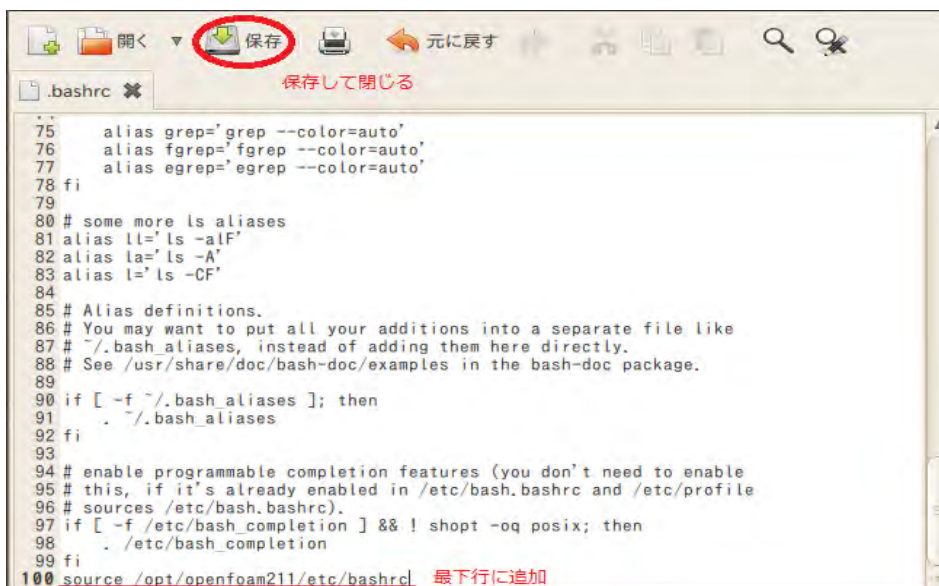 開く ▼ 保存 元に戻す
保存して閉じる
.bashrc
75     alias grep='grep --color=auto'
76     alias fgrep='fgrep --color=auto'
77     alias egrep='egrep --color=auto'
78 fi
79
80 # some more ls aliases
81 alias ll='ls -alF'
82 alias la='ls -A'
83 alias l='ls -CF'
84
85 # Alias definitions.
86 # You may want to put all your additions into a separate file like
87 # ~/.bash_aliases, instead of adding them here directly.
88 # See /usr/share/doc/bash-doc/examples in the bash-doc package.
89
90 if [ -f ~/.bash_aliases ]; then
91     . ~/.bash_aliases
92 fi
93
94 # enable programmable completion features (you don't need to enable
95 # this, if it's already enabled in /etc/bash.bashrc and /etc/profile
96 # sources /etc/bash.bashrc).
97 if [ -f /etc/bash_completion ] && ! shopt -oq posix; then
98     . /etc/bash_completion
99 fi
100 source /opt/openfoam211/etc/bashrc 最下行に追加